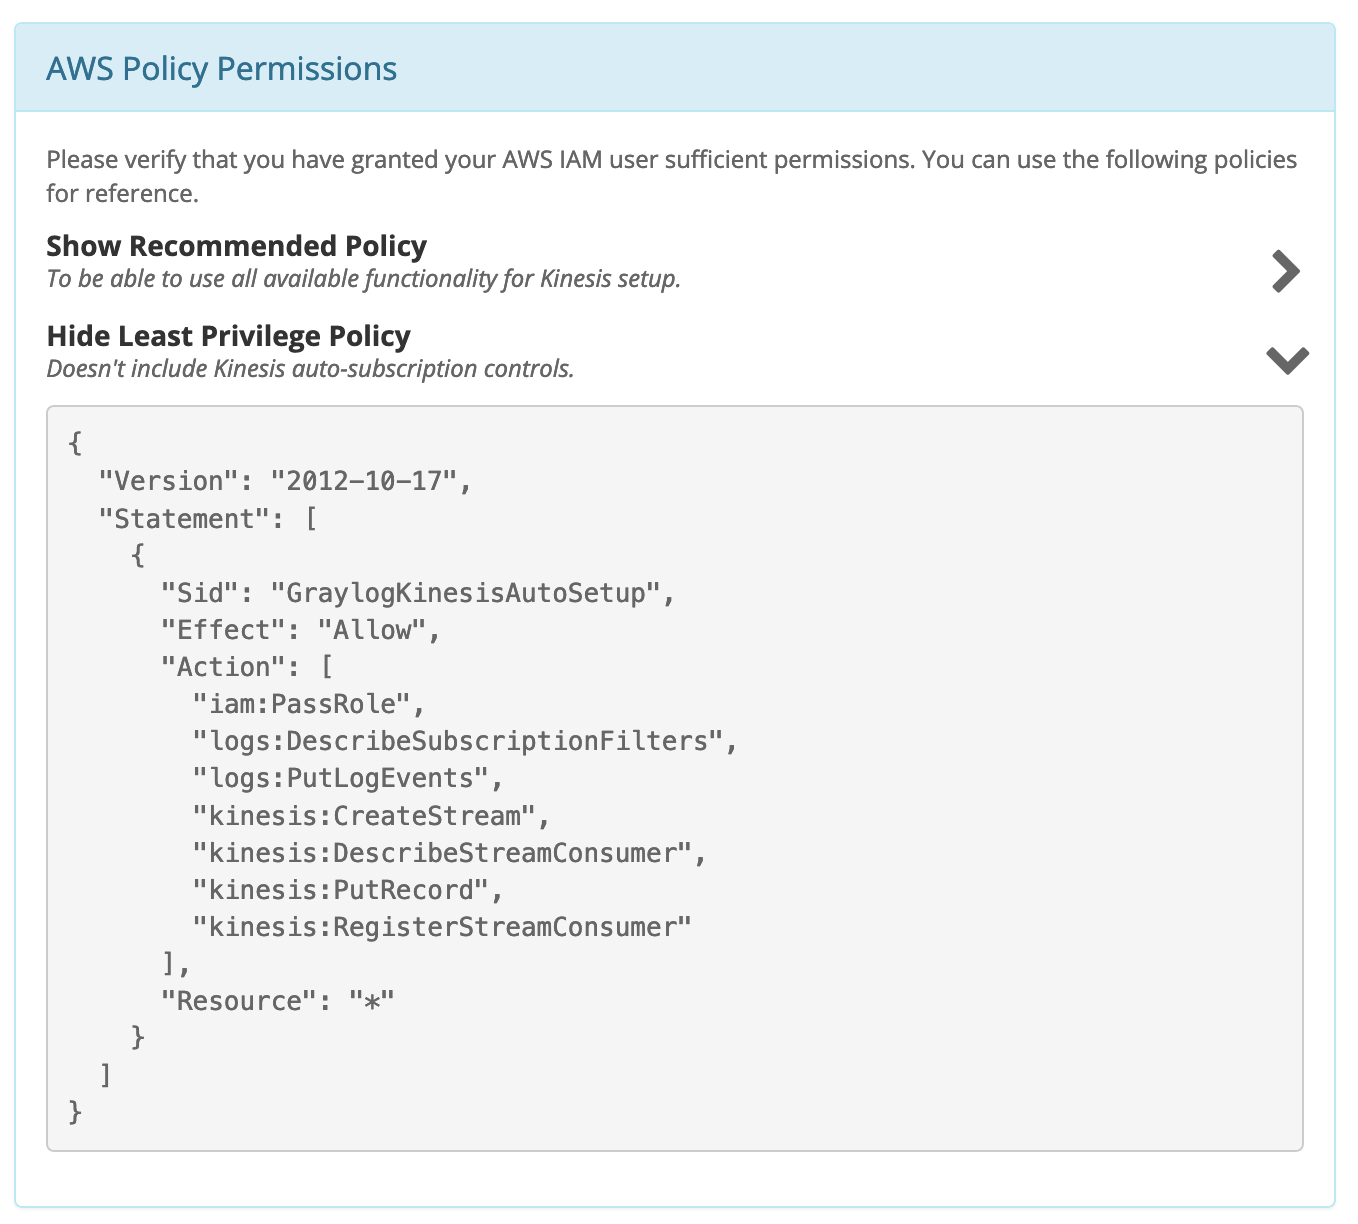 AWS Policy Permissions
Please verify that you have granted your AWS IAM user sufficient permissions. You can use the following policies
for reference.
Show Recommended Policy
To be able to use all available functionality for Kinesis setup.
Hide Least Privilege Policy
Doesn't include Kinesis auto-subscription controls.
{
  "Version": "2012-10-17",
  "Statement": [
    {
      "Sid": "GraylogKinesisAutoSetup",
      "Effect": "Allow",
      "Action": [
        "iam:PassRole",
        "logs:DescribeSubscriptionFilters",
        "logs:PutLogEvents",
        "kinesis:CreateStream",
        "kinesis:DescribeStreamConsumer",
        "kinesis:PutRecord",
        "kinesis:RegisterStreamConsumer"
      ],
      "Resource": "*"
    }
  ]
}